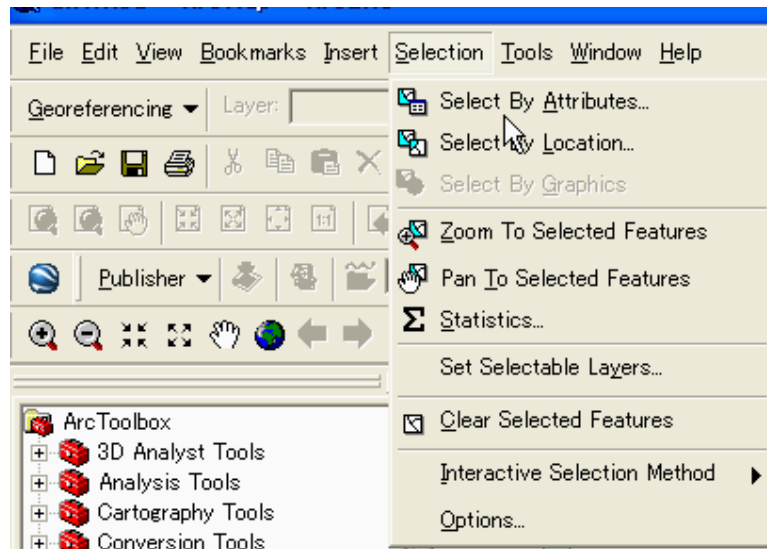 File Edit View Bookmarks Insert Selection Tools Window Help
Georeferencing Layer:
Select By Attributes...
Select By Location...
Select By Graphics
1:1
Zoom To Selected Features
Publisher
Pan To Selected Features
Σ Statistics...
Set Selectable Layers...
ArcToolbox
Clear Selected Features
3D Analyst Tools
Analysis Tools
Interactive Selection Method
Cartography Tools
Options...
Conversion Tools